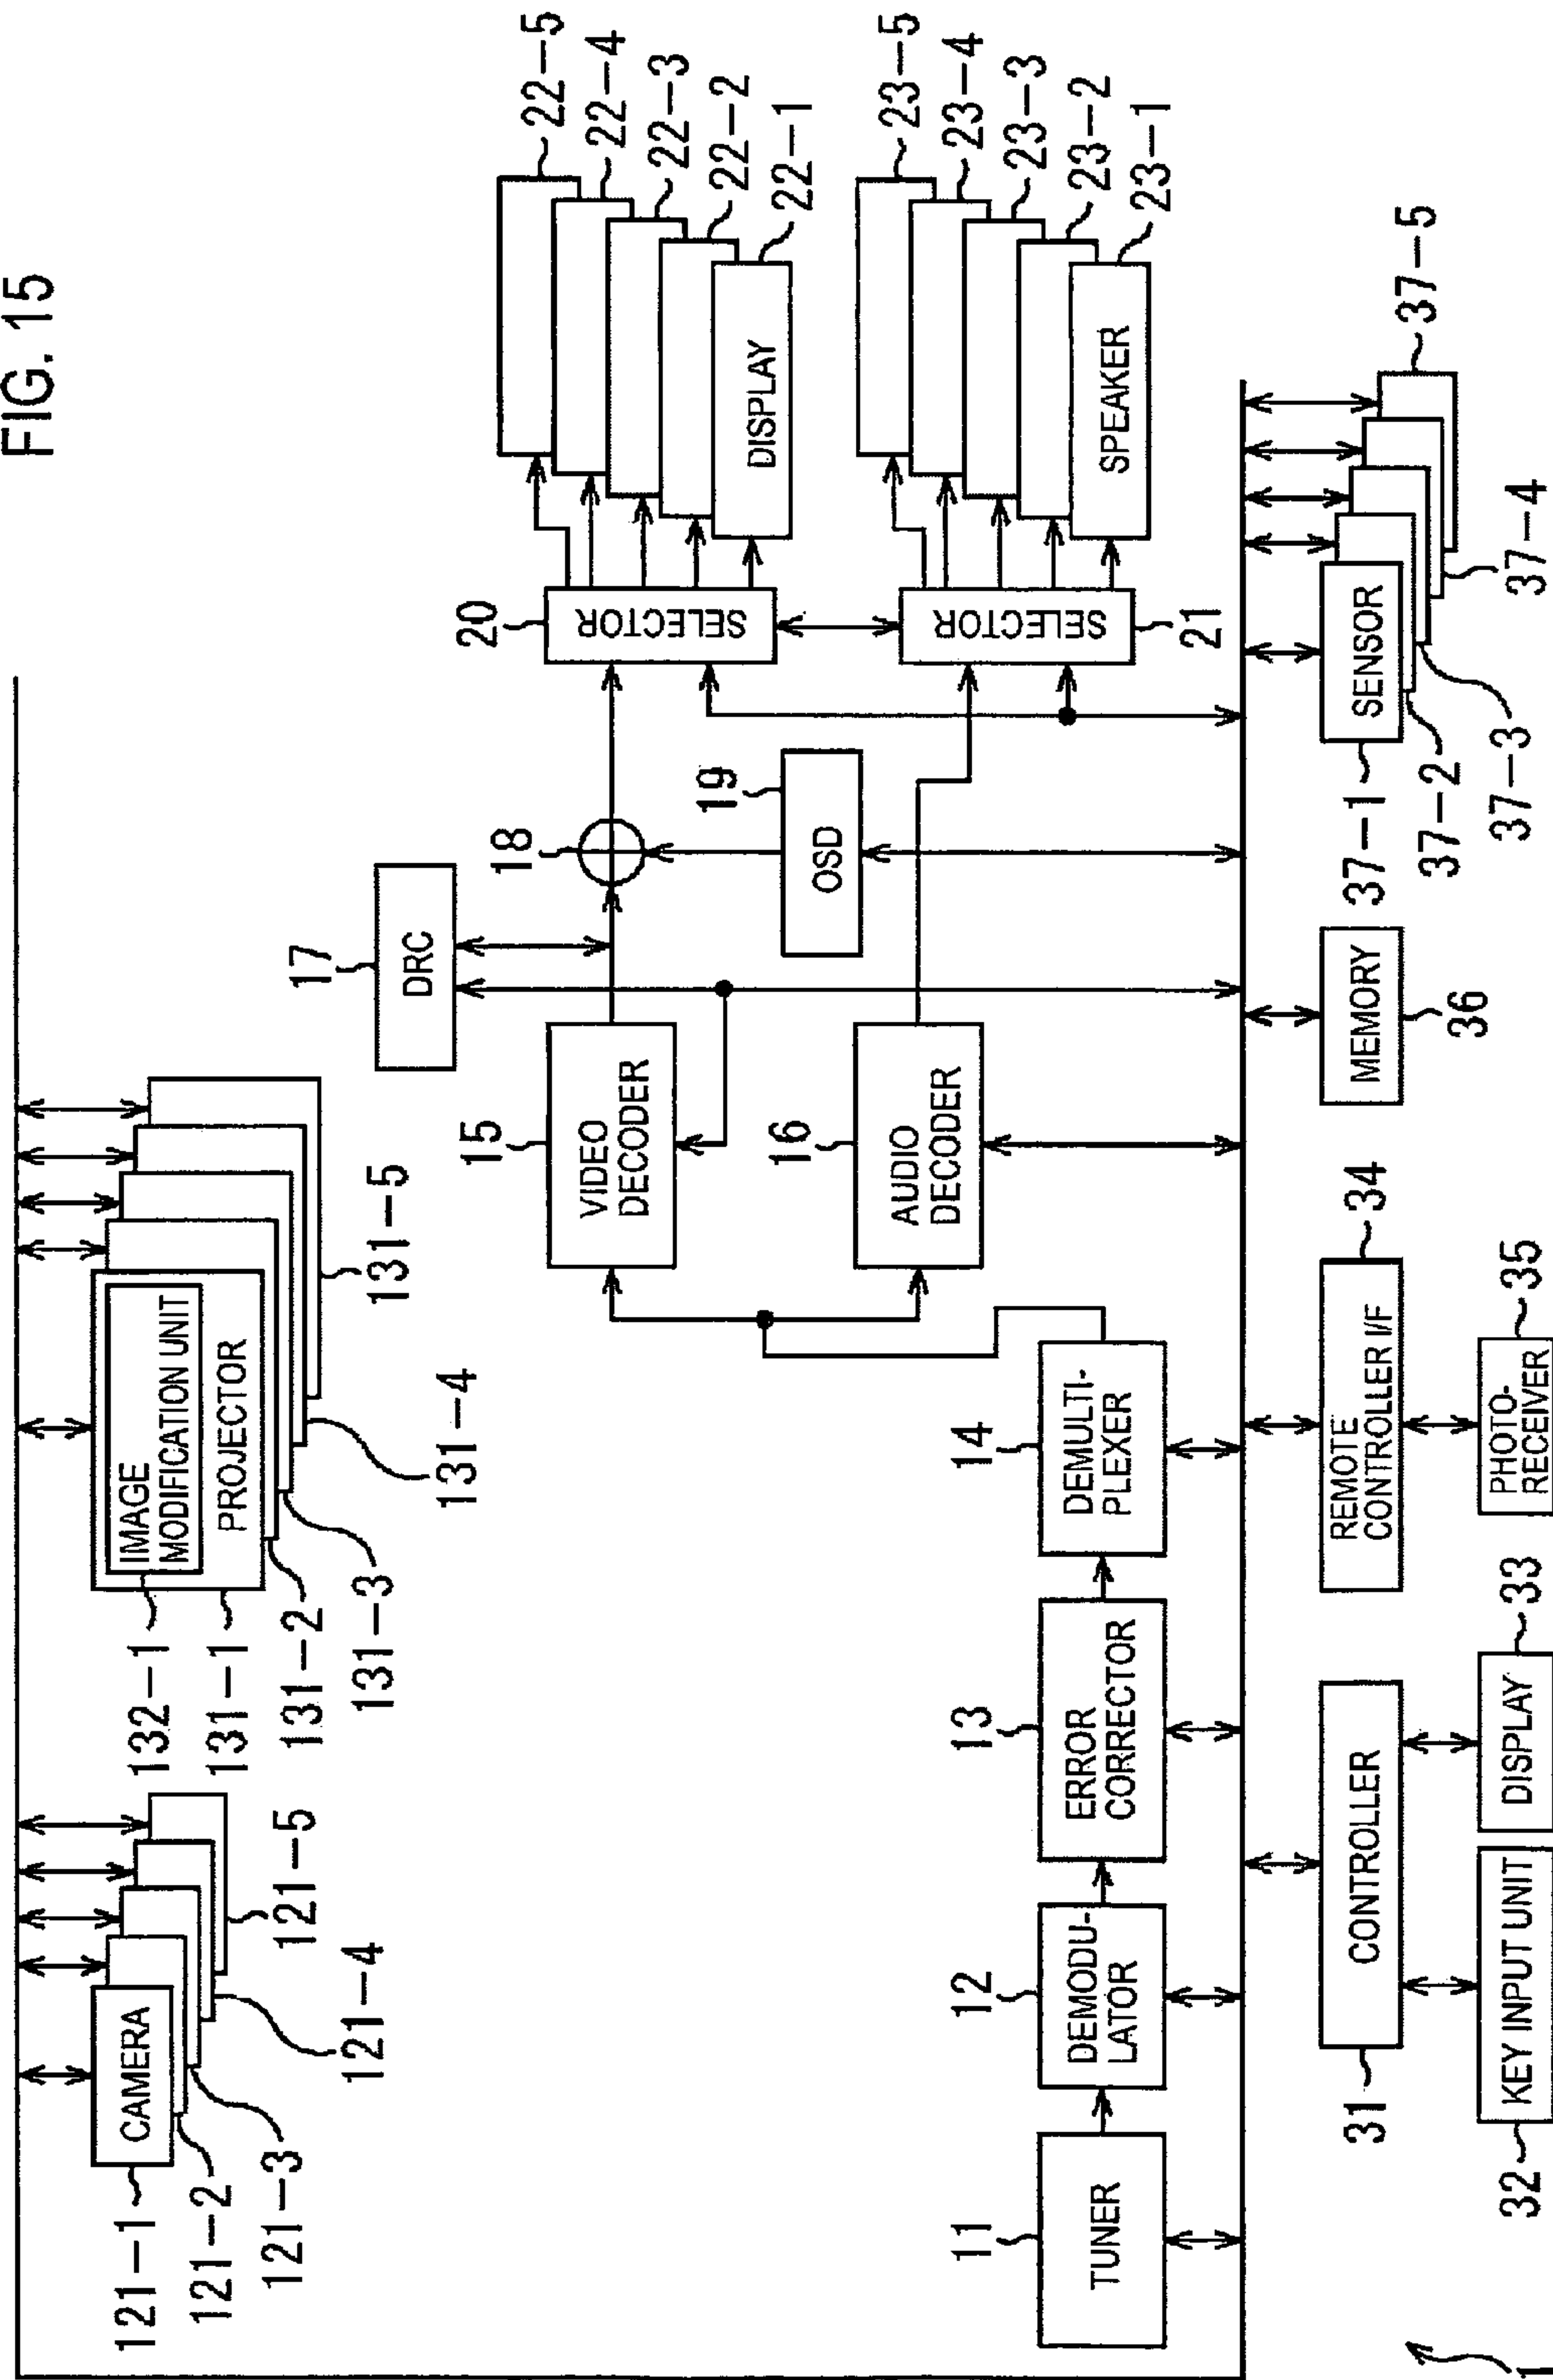 FIG. 15
121-1
CAMERA
121-2
121-3
121-4
121-5
132-1
IMAGE
MODIFICATION UNIT
PROJECTOR
131-1
131-2
131-3
131-4
131-5
17
DRC
15
VIDEO
DECODER
16
AUDIO
DECODER
18
19
OSD
20
SELECTOR
21
SELECTOR
22-5
22-4
22-3
22-2
22-1
DISPLAY
23-5
23-4
23-3
23-2
23-1
SPEAKER
11
TUNER
12
DEMODU-
LATOR
13
ERROR
CORRECTOR
14
DEMULTI-
PLEXER
31
CONTROLLER
32
KEY INPUT UNIT
33
DISPLAY
34
REMOTE
CONTROLLER I/F
35
PHOTO-
RECEIVER
36
MEMORY
37-1
SENSOR
37-2
37-3
37-4
37-5
1